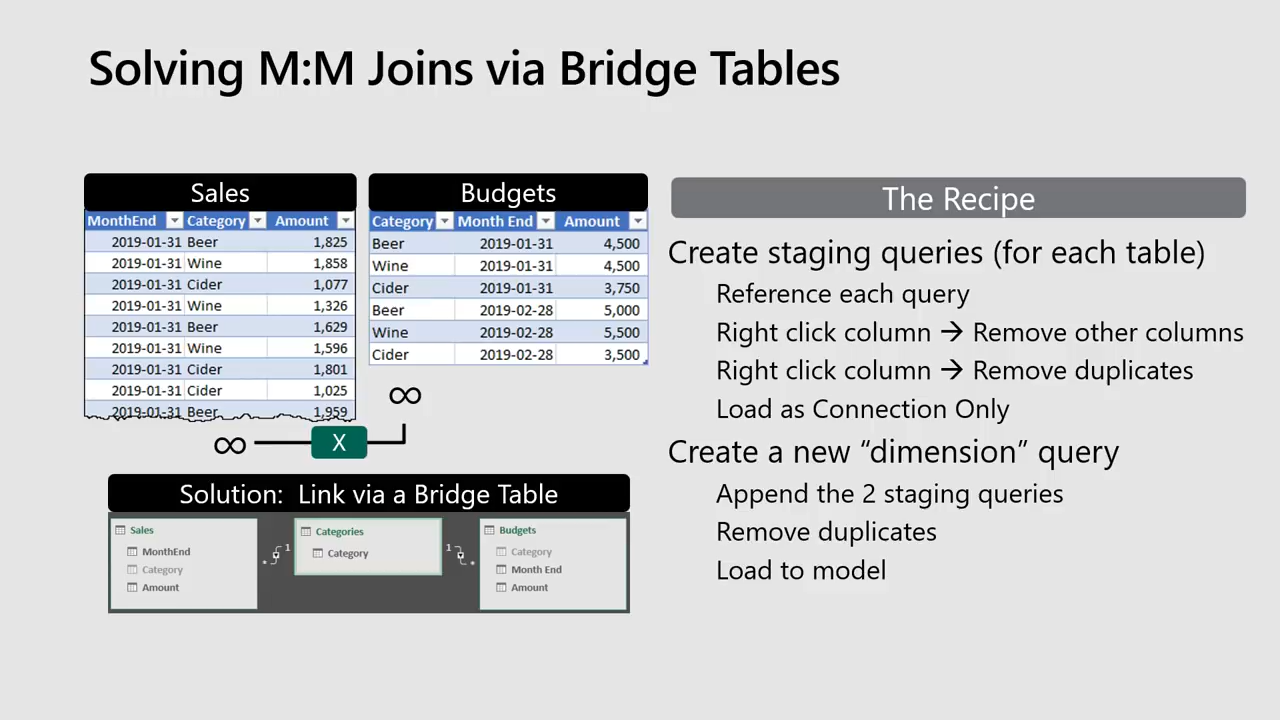 Solving M:M Joins via Bridge Tables
Sales
MonthEnd Category Amount
2019-01-31 Beer 1,825
2019-01-31 Wine 1,858
2019-01-31 Cider 1,077
2019-01-31 Wine 1,326
2019-01-31 Beer 1,629
2019-01-31 Wine 1,596
2019-01-31 Cider 1,801
2019-01-31 Cider 1,025
2019-01-31 Beer 1,959
Budgets
Category Month End Amount
Beer 2019-01-31 4,500
Wine 2019-01-31 4,500
Cider 2019-01-31 3,750
Beer 2019-02-28 5,000
Wine 2019-02-28 5,500
Cider 2019-02-28 3,500
∞
∞ X
Solution: Link via a Bridge Table
Sales
MonthEnd
Category
Amount
* 1
Categories
Category
1 *
Budgets
Category
Month End
Amount
The Recipe
Create staging queries (for each table)
Reference each query
Right click column → Remove other columns
Right click column → Remove duplicates
Load as Connection Only
Create a new “dimension” query
Append the 2 staging queries
Remove duplicates
Load to model